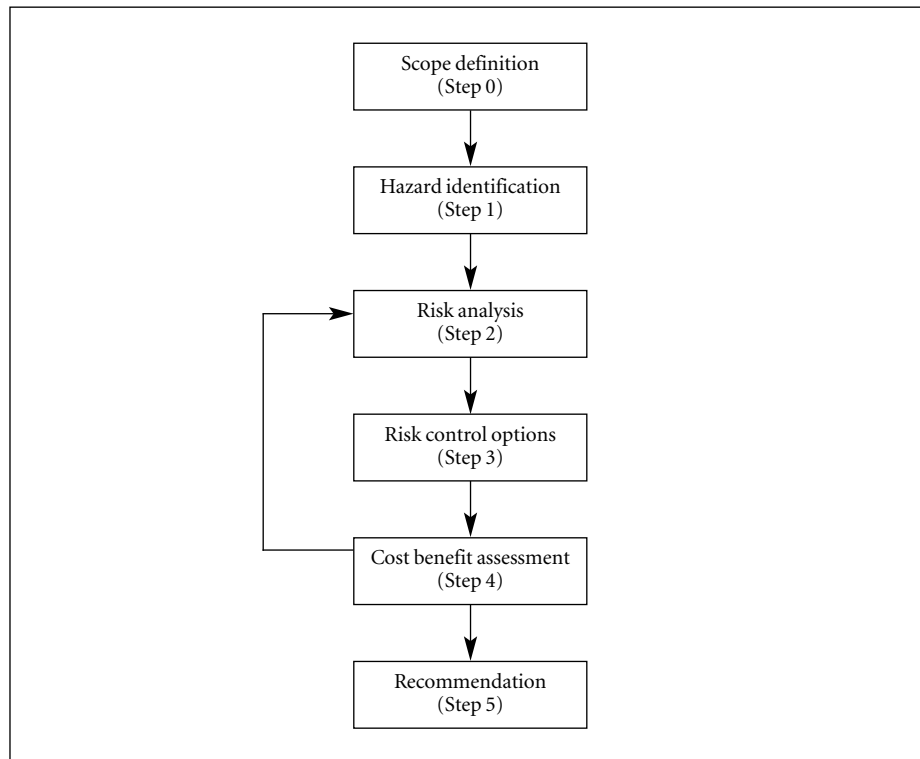 Scope definition
(Step 0)
Hazard identification
(Step 1)
Risk analysis
(Step 2)
Risk control options
(Step 3)
Cost benefit assessment
(Step 4)
Recommendation
(Step 5)